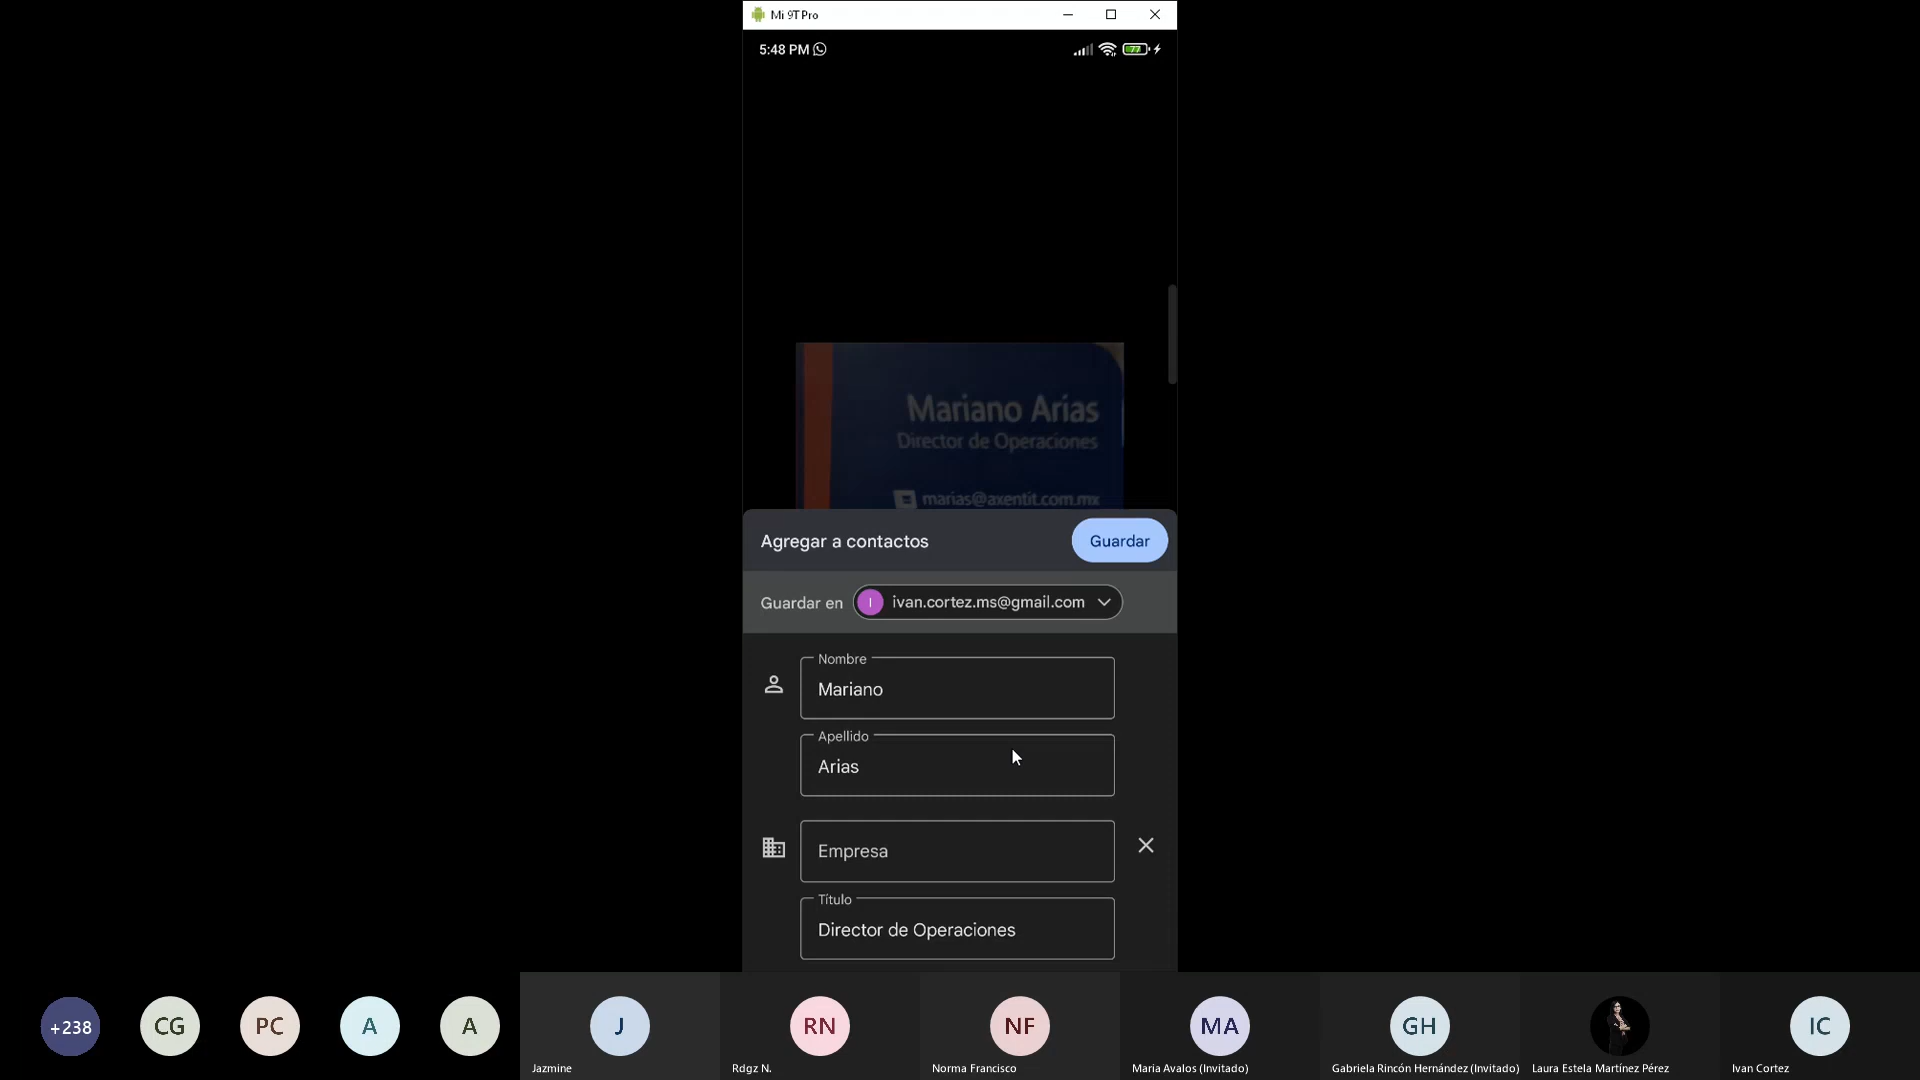 Mi 9T Pro
5:48 PM
77
Mariano Arias
Director de Operaciones
marias@axentit.com.mx
Agregar a contactos
Guardar
Guardar en
I
ivan.cortez.ms@gmail.com
Nombre
Mariano
Apellido
Arias
Empresa
Título
Director de Operaciones
+238
CG
PC
A
A
J
RN
NF
MA
GH
IC
Jazmine
Rdgz N.
Norma Francisco
Maria Avalos (Invitado)
Gabriela Rincón Hernández (Invitado)
Laura Estela Martínez Pérez
Ivan Cortez